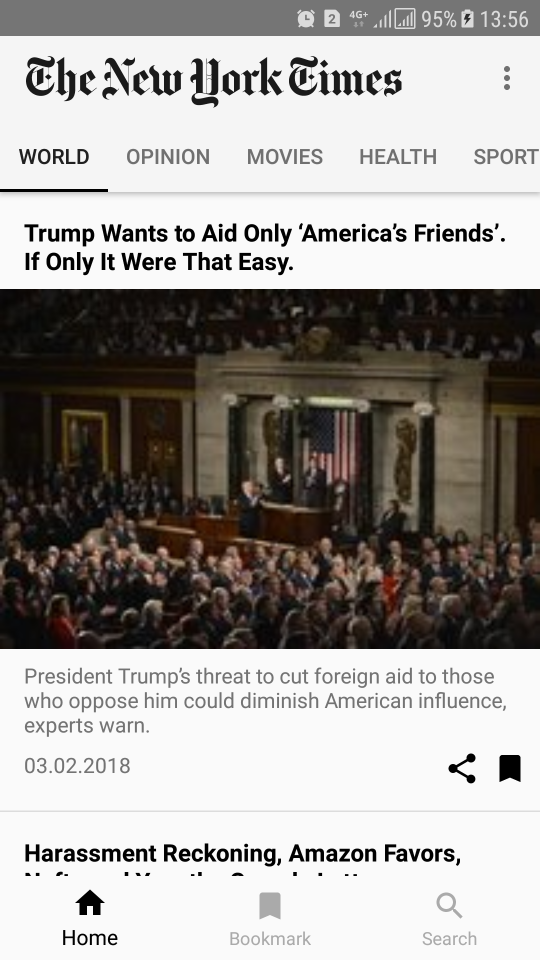 2 4G+ 95% 13:56
The New York Times
WORLD OPINION MOVIES HEALTH SPORT
Trump Wants to Aid Only ‘America’s Friends’.
If Only It Were That Easy.
President Trump’s threat to cut foreign aid to those
who oppose him could diminish American influence,
experts warn.
03.02.2018
Harassment Reckoning, Amazon Favors,
Home Bookmark Search